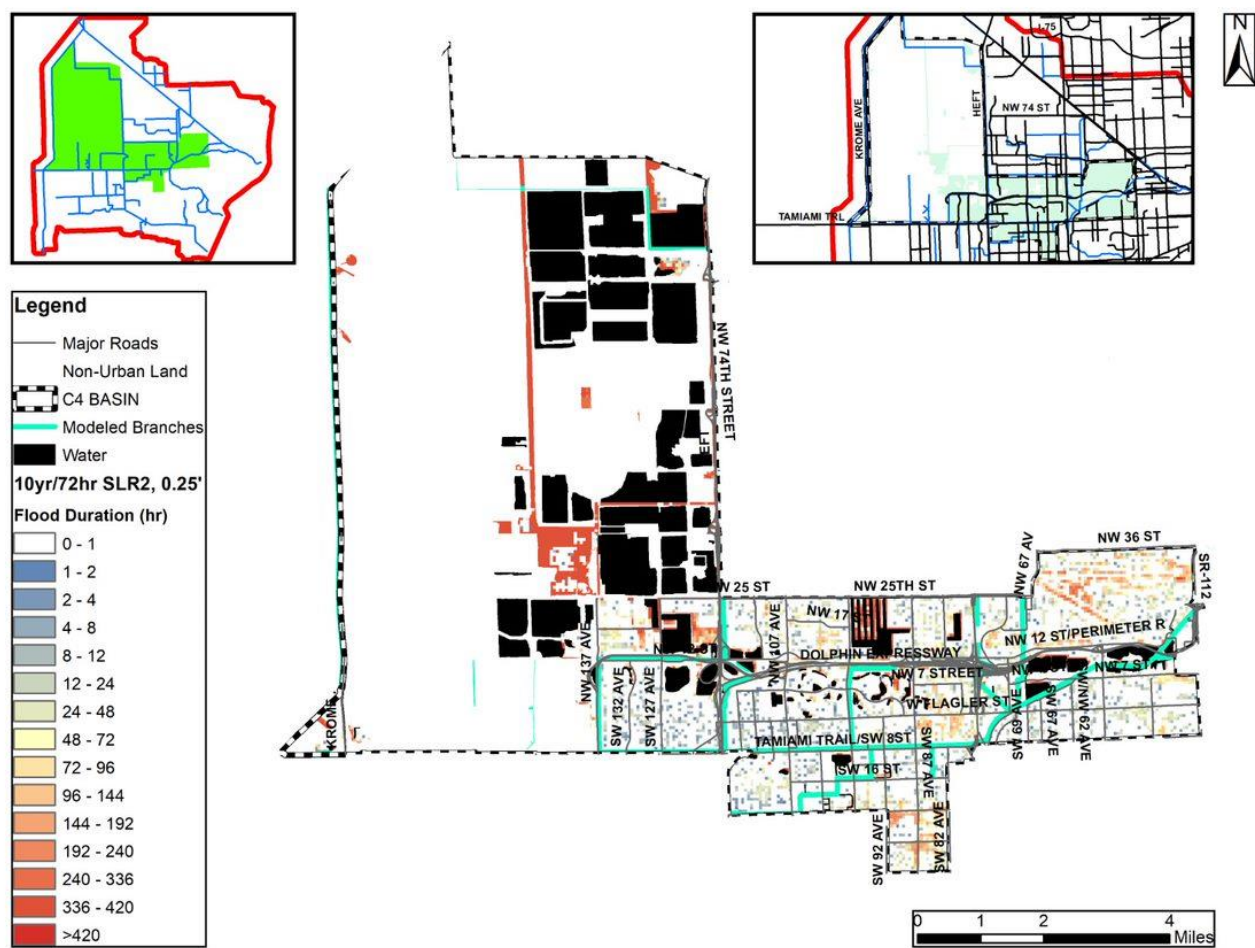 N
I-75
NW 74 ST
KROME AVE
HEFT
TAMIAMI TRL
Legend
Major Roads
Non-Urban Land
C4 BASIN
Modeled Branches
Water
10yr/72hr SLR2, 0.25'
Flood Duration (hr)
0 - 1
1 - 2
2 - 4
4 - 8
8 - 12
12 - 24
24 - 48
48 - 72
72 - 96
96 - 144
144 - 192
192 - 240
240 - 336
336 - 420
>420
NW 74TH STREET
NW 36 ST
SR-112
NW 67 AV
W 25 ST
NW 25TH ST
NW 17 ST
NW 107 AVE
NW 137 AVE
NW 12 ST/PERIMETER R
DOLPHIN EXPRESSWAY
NW 7 STREET
NW 7 ST
SW 132 AVE
SW 127 AVE
W FLAGLER ST
SW 69 AVE
SW 67 AVE
SW/NW 62 AVE
KROME
TAMIAMI TRAIL/SW 8ST
SW 87 AVE
SW 16 ST
SW 92 AVE
SW 82 AVE
0 1 2 4
Miles